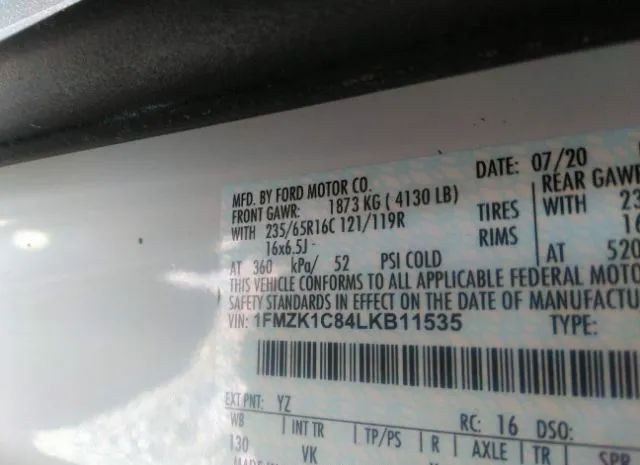 MFD. BY FORD MOTOR CO. DATE: 07/20
FRONT GAWR: 1873 KG ( 4130 LB) REAR GAWR
WITH 235/65R16C 121/119R TIRES WITH 23
16x6.5J - RIMS 16
AT 360 kPa/ 52 PSI COLD AT 520
THIS VEHICLE CONFORMS TO ALL APPLICABLE FEDERAL MOTO
SAFETY STANDARDS IN EFFECT ON THE DATE OF MANUFACTU
VIN: 1FMZK1C84LKB11535 TYPE:
EXT PNT: YZ RC: 16 DSO:
WB INT TR TP/PS R AXLE TR SPR
130 VK